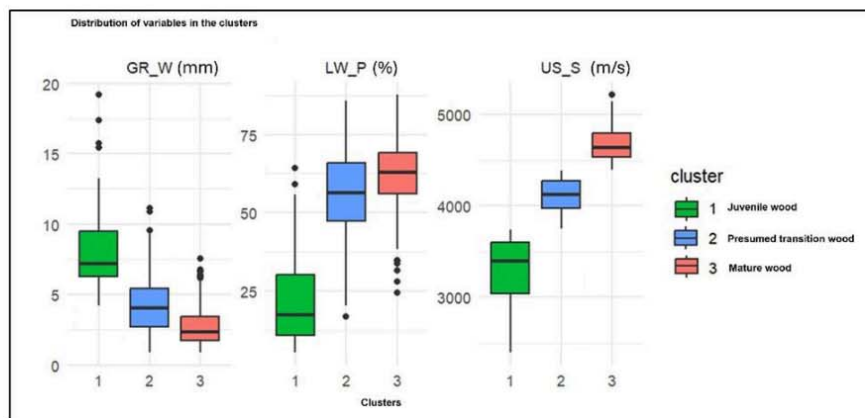 Distribution of variables in the clusters
GR_W (mm)
LW_P (%)
US_S (m/s)
20
15
10
5
0
75
50
25
5000
4000
3000
1 2 3
1 2 3
1 2 3
Clusters
cluster
1 Juvenile wood
2 Presumed transition wood
3 Mature wood